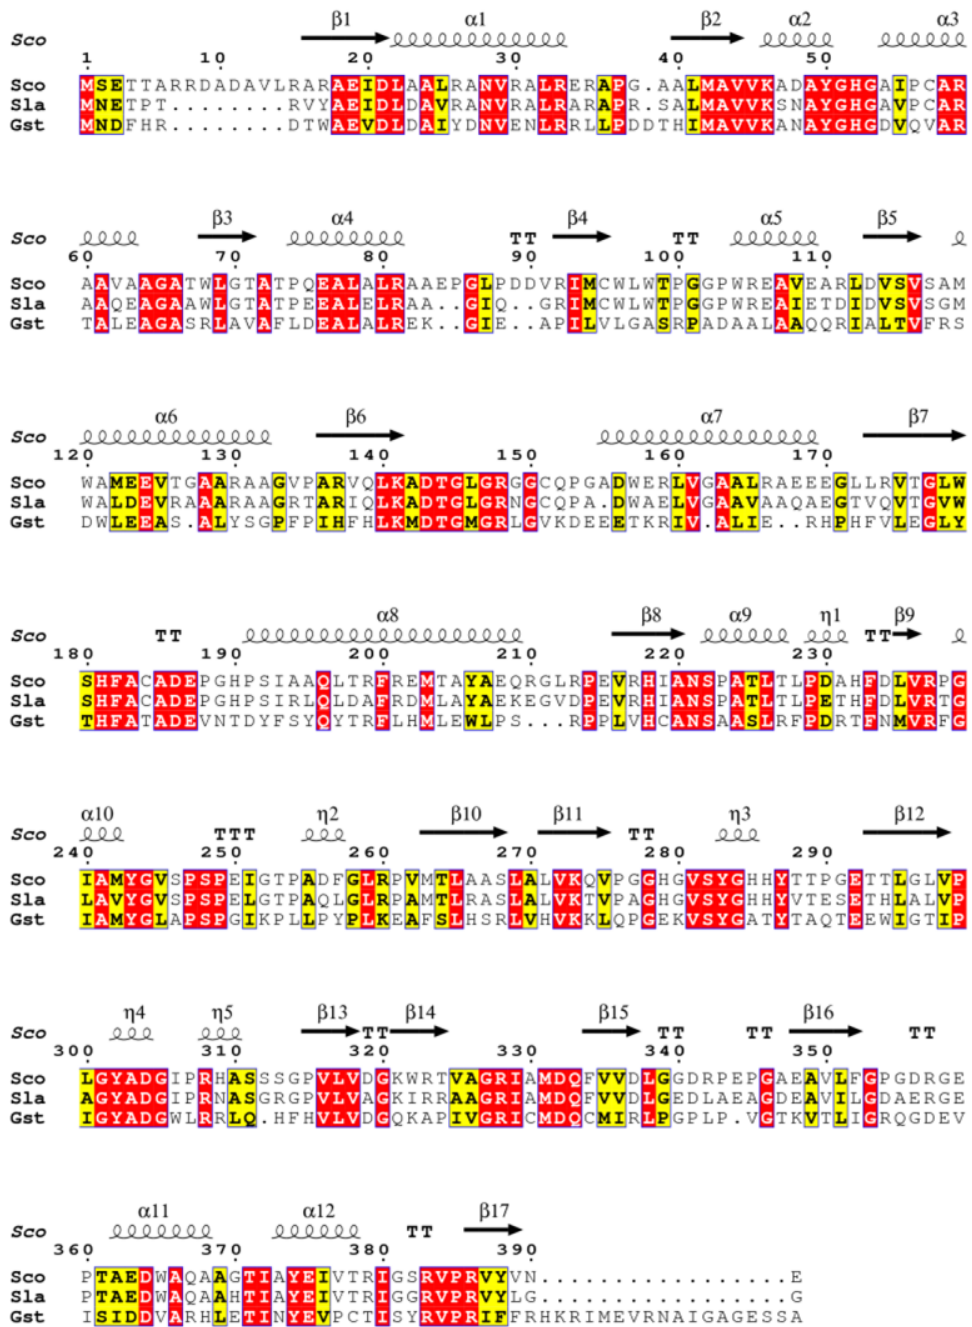 Sco β1 α1 β2 α2 α3
1 10 20 30 40 50
Sco MSETTARRDADAVLRARAEIDLAALRANVRALRERAPG.AALMAVVKADAYGHGAIPCAR
Sla MNETPT........RVYAEIDLDAVRANVRALRARAPR.SALMAVVKSNAYGHGAVPCAR
Gst MNDFHR........DTWAEVDLDAIYDNVENLRRLLPDDTHIMAVVKANAYGHGDVQVAR
Sco β3 α4 TT β4 TT α5 β5
60 70 80 90 100 110
Sco AAVAAGATWLGTATPQEALALRAAEPGLPDDVRIMCWLWTPGGPWREAVEARLDVSVSAM
Sla AAQEAGAAWLGTATPEEALELRAA..GIQ..GRIMCWLWTPGGPWREAIETDIDVSVSGM
Gst TALEAGASRLAVAFLDEALALREK..GIE..APILVLGASRPADAALAAQQRIALTVFRS
Sco α6 β6 α7 β7
120 130 140 150 160 170
Sco WAMEEVTGAARAAGVPARVQLKADTGLGRGGCQPGADWERLVGAALRAEEEGLLRVTGLW
Sla WALDEVRAAARAAGRTARIQLKADTGLGRNGCQPA.DWAELVGAAVAAQAEGTVQVTGVW
Gst DWLEEAS.ALYSGPFPIHFHLKMDTGMGRLGVKDEEETKRIV.ALIE..RHPHFVLEGLY
Sco TT α8 β8 α9 η1 TT β9
180 190 200 210 220 230
Sco SHFACADEPGHPSIAAQLTRFREMTAYAEQRGLRPEVRHIANSPATLTLPDAHFDLVRPG
Sla SHFACADEPGHPSIRLQLDAFRDMLAYAEKEGVDPEVRHIANSPATLTLPETHFDLVRTG
Gst THFATADEVNTDYFSYQYTRFLHMLEWLPS...RPPLVHCANSAASLRFPDRTFNMVRFG
Sco α10 TTT η2 β10 β11 TT η3 β12
240 250 260 270 280 290
Sco IAMYGVSPSPEIGTPADFGLRPVMTLAASLALVKQVPGGHGVSYGHHYTTPGETTLGLVP
Sla LAVYGVSPSPELGTPAQLGLRPAMTLRASLALVKTVPAGHGVSYGHHYVTESETHLALVP
Gst IAMYGLAPSPGIKPLLPYPLKEAFSLHSRLVHVKKLQPGEKVSYGATYTAQTEEWIGTIP
Sco η4 η5 β13 TT β14 β15 TT TT β16 TT
300 310 320 330 340 350
Sco LGYADGIPRHASSSGPVLVDGKWRTVAGRIAMDQFVVDLGGDRPEPGAEAVLFGPGDRGE
Sla AGYADGIPRNASGRGPVLVAGKIRRAAGRIAMDQFVVDLGEDLAEAGDEAVILGDAERGE
Gst IGYADGWLRRLQ.HFHVLVDGQKAPIVGRICMDQCMIRLPGPLP.VGTKVTLIGRQGDEV
Sco α11 α12 TT β17
360 370 380 390
Sco PTAEDWAQAAGTIAYEIVTRIGSRVPRVYVN.................E
Sla PTAEDWAQAAHTIAYEIVTRIGGRVPRVYLG.................G
Gst ISIDDVARHLETINYEVPCTISYRVPRIFFRHKRIMEVRNAIGAGESSA